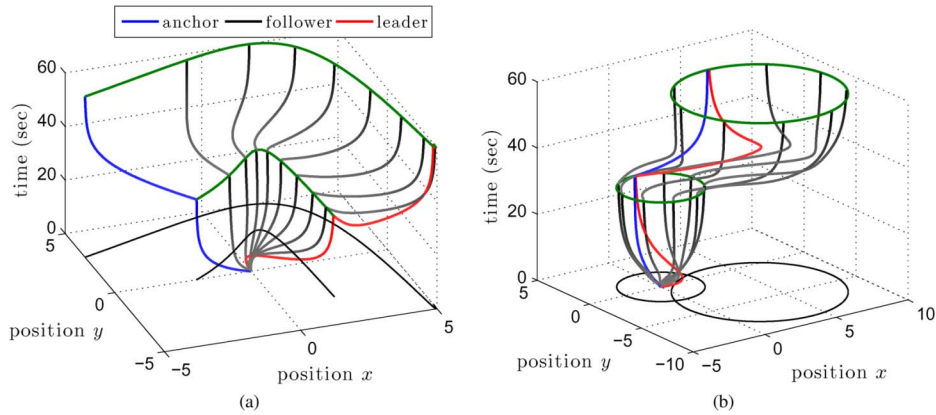 anchor follower leader
60
40
20
0
time (sec)
5
0
−5
position y
−5
0
5
position x
(a)
60
40
20
0
time (sec)
5
0
−5
−10
position y
−5
0
5
10
position x
(b)